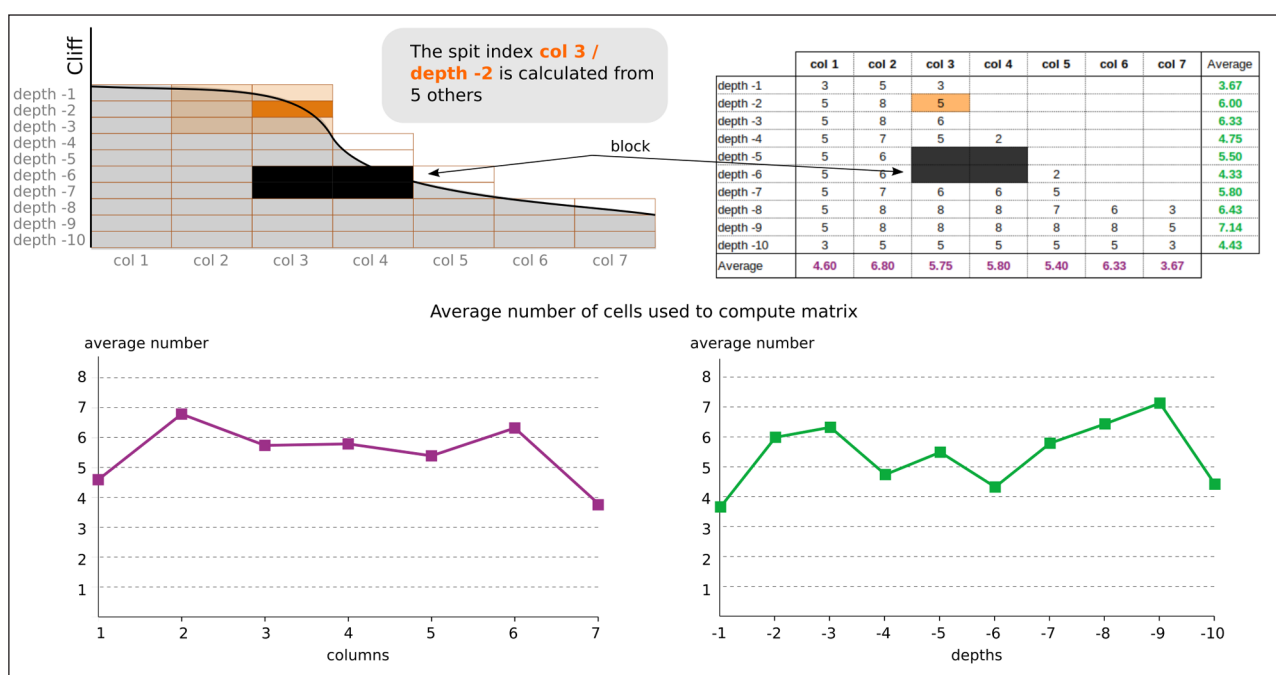 Cliff
The spit index col 3 /
depth -2 is calculated from
5 others
depth -1
depth -2
depth -3
depth -4
depth -5
depth -6
depth -7
depth -8
depth -9
depth -10
col 1 col 2 col 3 col 4 col 5 col 6 col 7
block
col 1 col 2 col 3 col 4 col 5 col 6 col 7 Average
depth -1 3 5 3 3.67
depth -2 5 8 5 6.00
depth -3 5 8 6 6.33
depth -4 5 7 5 2 4.75
depth -5 5 6 5.50
depth -6 5 6 2 4.33
depth -7 5 7 6 6 5 5.80
depth -8 5 8 8 8 7 6 3 6.43
depth -9 5 8 8 8 8 8 5 7.14
depth -10 3 5 5 5 5 5 3 4.43
Average 4.60 6.80 5.75 5.80 5.40 6.33 3.67
Average number of cells used to compute matrix
average number
8
7
6
5
4
3
2
1
1 2 3 4 5 6 7
columns
average number
8
7
6
5
4
3
2
1
-1 -2 -3 -4 -5 -6 -7 -8 -9 -10
depths